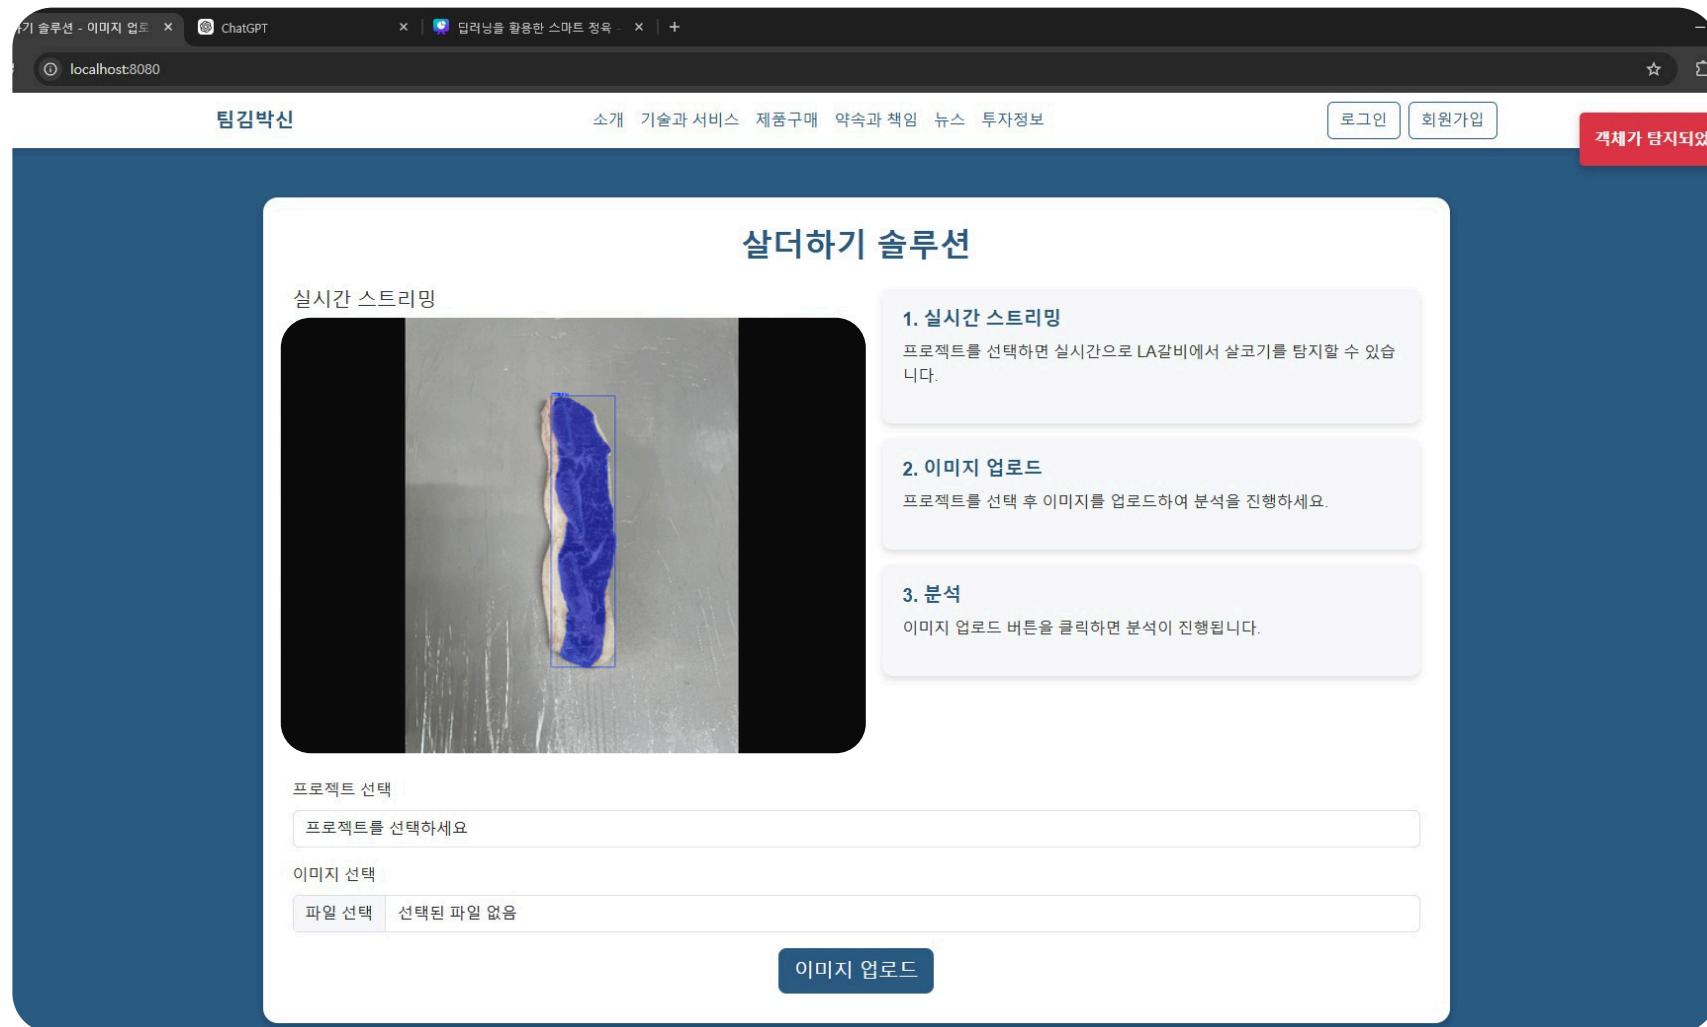 기 솔루션 - 이미지 업로
ChatGPT
딥러닝을 활용한 스마트 정육 -
localhost:8080
팀김박신
소개 기술과 서비스 제품구매 약속과 책임 뉴스 투자정보
로그인 회원가입
객체가 탐지되었
살더하기 솔루션
실시간 스트리밍
1. 실시간 스트리밍
프로젝트를 선택하면 실시간으로 LA갈비에서 살코기를 탐지할 수 있습
니다.
2. 이미지 업로드
프로젝트를 선택 후 이미지를 업로드하여 분석을 진행하세요.
3. 분석
이미지 업로드 버튼을 클릭하면 분석이 진행됩니다.
프로젝트 선택
프로젝트를 선택하세요
이미지 선택
파일 선택 선택된 파일 없음
이미지 업로드